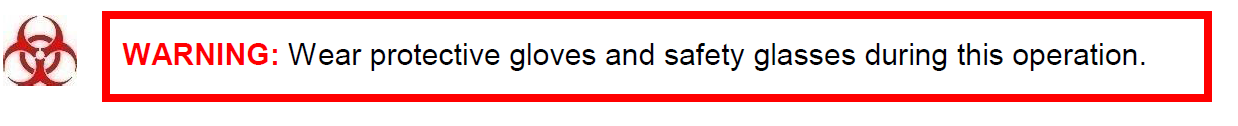 WARNING: Wear protective gloves and safety glasses during this operation.